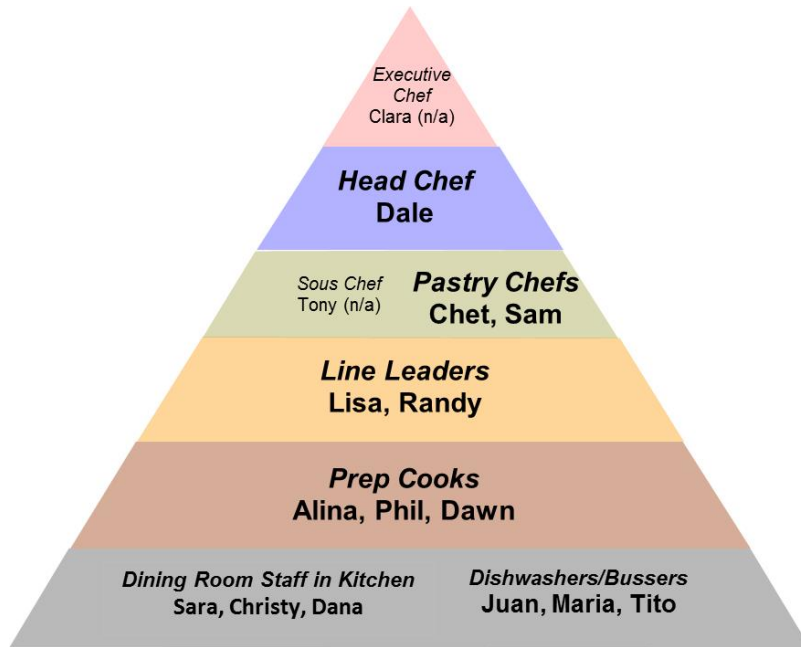 Executive
Chef
Clara (n/a)
Head Chef
Dale
Sous Chef
Tony (n/a)
Pastry Chefs
Chet, Sam
Line Leaders
Lisa, Randy
Prep Cooks
Alina, Phil, Dawn
Dining Room Staff in Kitchen
Sara, Christy, Dana
Dishwashers/Bussers
Juan, Maria, Tito